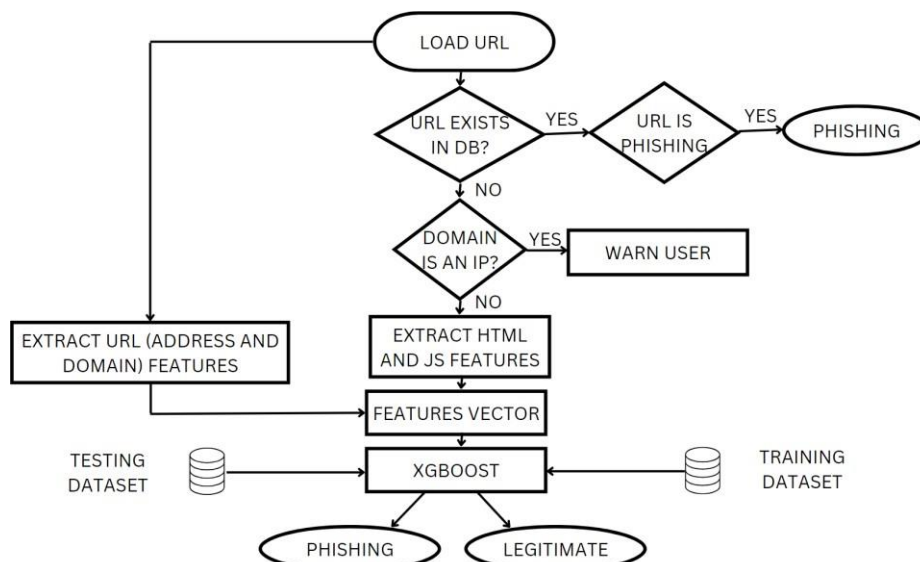 LOAD URL
URL EXISTS
IN DB?
YES
URL IS
PHISHING
YES
PHISHING
NO
DOMAIN
IS AN IP?
YES
WARN USER
NO
EXTRACT URL (ADDRESS AND
DOMAIN) FEATURES
EXTRACT HTML
AND JS FEATURES
FEATURES VECTOR
TESTING
DATASET
XGBOOST
TRAINING
DATASET
PHISHING
LEGITIMATE